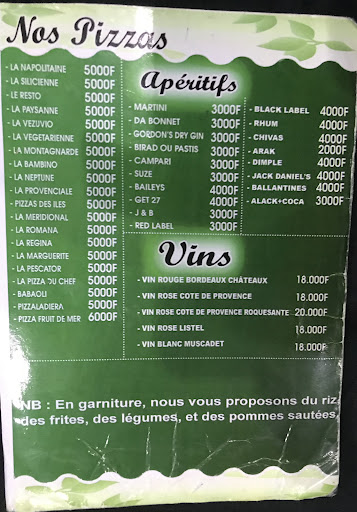 Nos Pizzas
- LA NAPOLITAINE 5000F
- LA SILICIENNE 5000F
- LE RESTO 5000F
- LA PAYSANNE 5000F
- LA VEZUVIO 5000F
- LA VEGETARIENNE 5000F
- LA MONTAGNARDE 5000F
- LA BAMBINO 5000F
- LA NEPTUNE 5000F
- LA PROVENCIALE 5000F
- PIZZAS DES ILES 5000F
- LA MERIDIONAL 5000F
- LA ROMANA 5000F
- LA REGINA 5000F
- LA MARGUERITE 5000F
- LA PESCATOR 5000F
- LA PIZZA DU CHEF 5000F
- BABAOLI 5000F
- PIZZALADIERA 5000F
- PIZZA FRUIT DE MER 6000F
Apéritifs
- MARTINI 3000F
- DA BONNET 3000F
- GORDON'S DRY GIN 3000F
- BIRAD OU PASTIS 3000F
- CAMPARI 3000F
- SUZE 3000F
- BAILEYS 4000F
- GET 27 4000F
- J & B 3000F
- RED LABEL 3000F
- BLACK LABEL 4000F
- RHUM 4000F
- CHIVAS 4000F
- ARAK 2000F
- DIMPLE 4000F
- JACK DANIEL'S 4000F
- BALLANTINES 4000F
- ALACK+COCA 3000F
Vins
- VIN ROUGE BORDEAUX CHÂTEAUX 18.000F
- VIN ROSE COTE DE PROVENCE 18.000F
- VIN ROSE COTE DE PROVENCE ROQUESANTE 20.000F
- VIN ROSE LISTEL 18.000F
- VIN BLANC MUSCADET 18.000F
NB : En garniture, nous vous proposons du riz,
des frites, des légumes, et des pommes sautées,